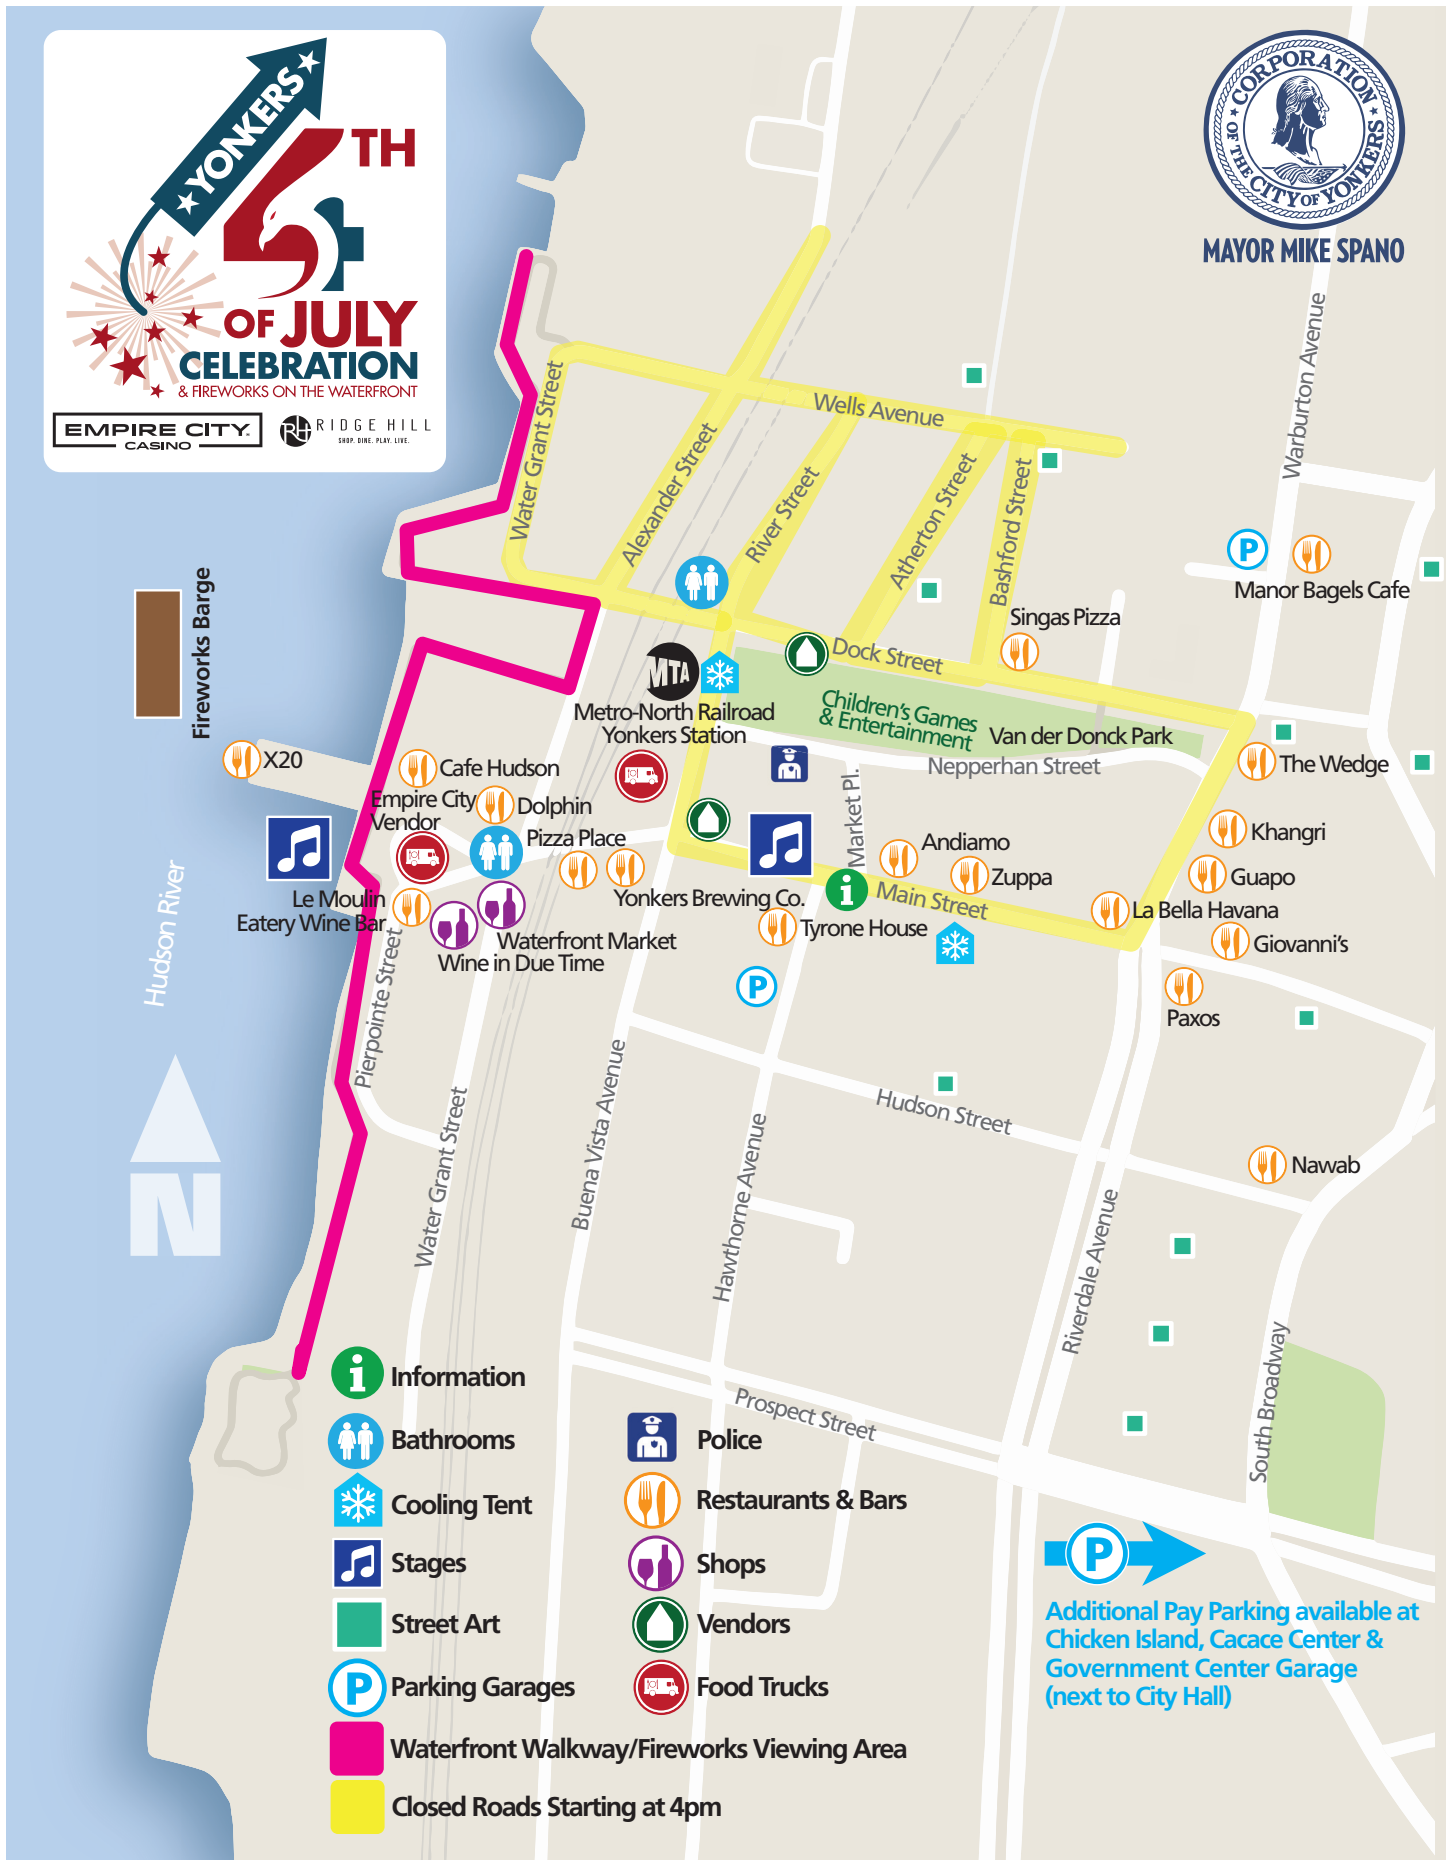 YONKERS
4TH
OF JULY
CELEBRATION
& FIREWORKS ON THE WATERFRONT
EMPIRE CITY
CASINO
RH RIDGE HILL
SHOP. DINE. PLAY. LIVE.
CORPORATION
OF THE CITY OF YONKERS
MAYOR MIKE SPANO
Warburton Avenue
Wells Avenue
Water Grant Street
Alexander Street
River Street
Atherton Street
Bashford Street
P
Manor Bagels Cafe
Singas Pizza
Dock Street
Fireworks Barge
MTA
Metro-North Railroad
Yonkers Station
Children's Games
& Entertainment
Van der Donck Park
Nepperhan Street
The Wedge
X20
Cafe Hudson
Empire City
Vendor
Dolphin
Pizza Place
Market Pl.
Andiamo
Zuppa
Khangri
Guapo
Yonkers Brewing Co.
i
Main Street
La Bella Havana
Giovanni's
Le Moulin
Eatery Wine Bar
Tyrone House
Waterfront Market
Wine in Due Time
P
Paxos
Hudson River
Pierpointe Street
Water Grant Street
Buena Vista Avenue
Hawthorne Avenue
Hudson Street
Nawab
Riverdale Avenue
South Broadway
Prospect Street
N
i Information
Bathrooms
Police
Cooling Tent
Restaurants & Bars
Stages
Shops
Street Art
Vendors
P Parking Garages
Food Trucks
Waterfront Walkway/Fireworks Viewing Area
Closed Roads Starting at 4pm
P
Additional Pay Parking available at
Chicken Island, Cacace Center &
Government Center Garage
(next to City Hall)